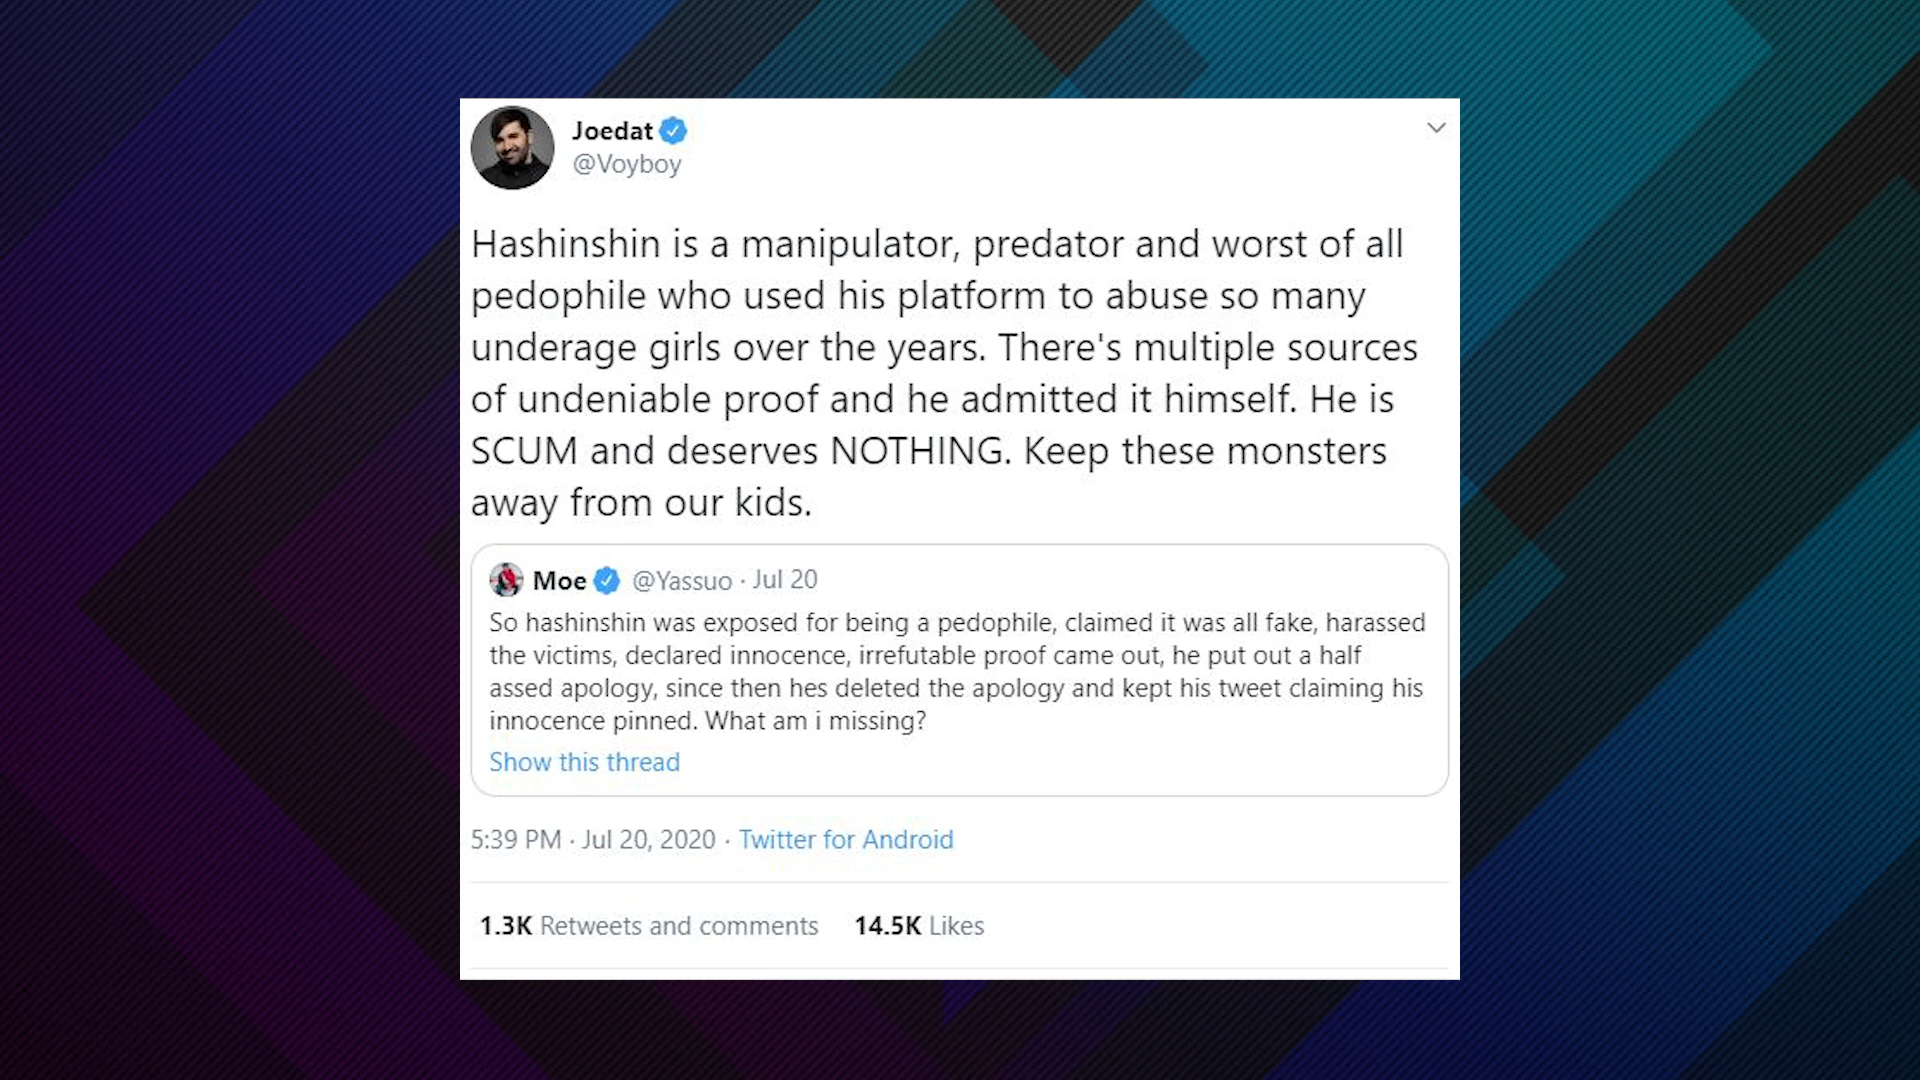 Joedat
@Voyboy
Hashinshin is a manipulator, predator and worst of all
pedophile who used his platform to abuse so many
underage girls over the years. There's multiple sources
of undeniable proof and he admitted it himself. He is
SCUM and deserves NOTHING. Keep these monsters
away from our kids.
Moe @Yassuo · Jul 20
So hashinshin was exposed for being a pedophile, claimed it was all fake, harassed
the victims, declared innocence, irrefutable proof came out, he put out a half
assed apology, since then hes deleted the apology and kept his tweet claiming his
innocence pinned. What am i missing?
Show this thread
5:39 PM · Jul 20, 2020 · Twitter for Android
1.3K Retweets and comments 14.5K Likes